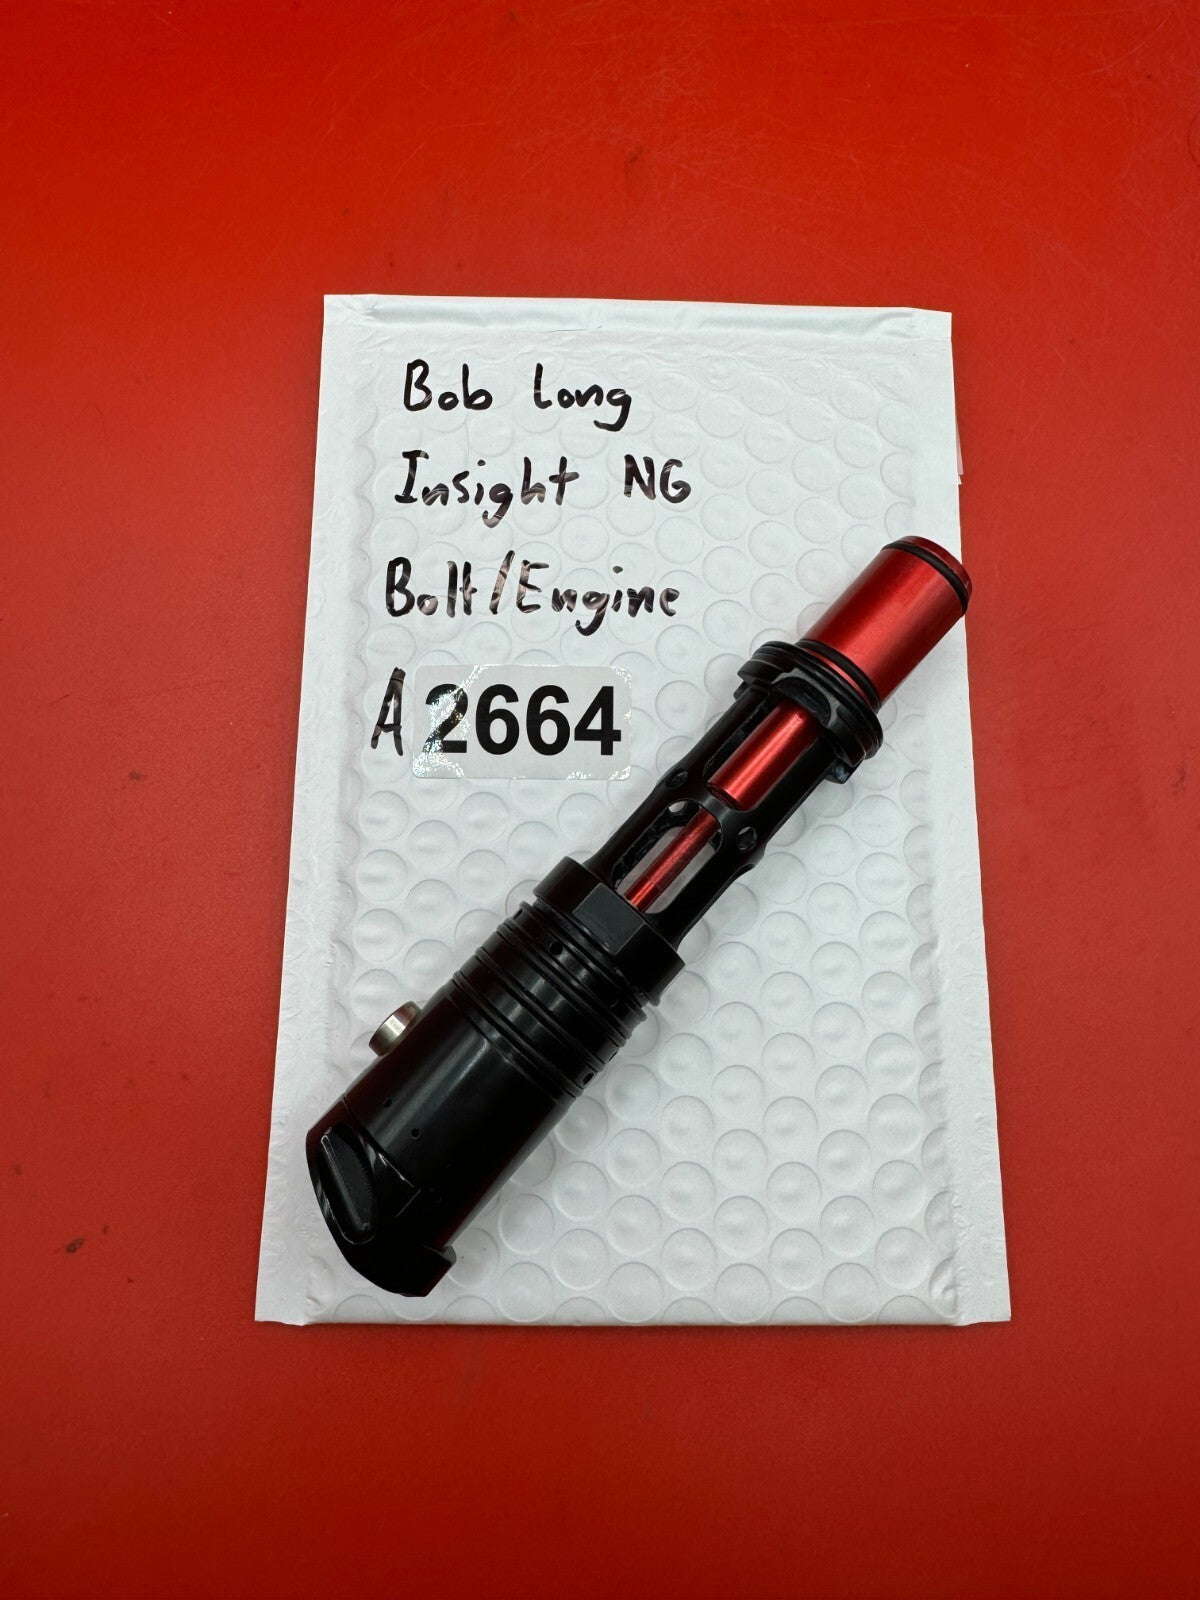 Bob Long
Insight NG
Bolt/Engine
A 2664